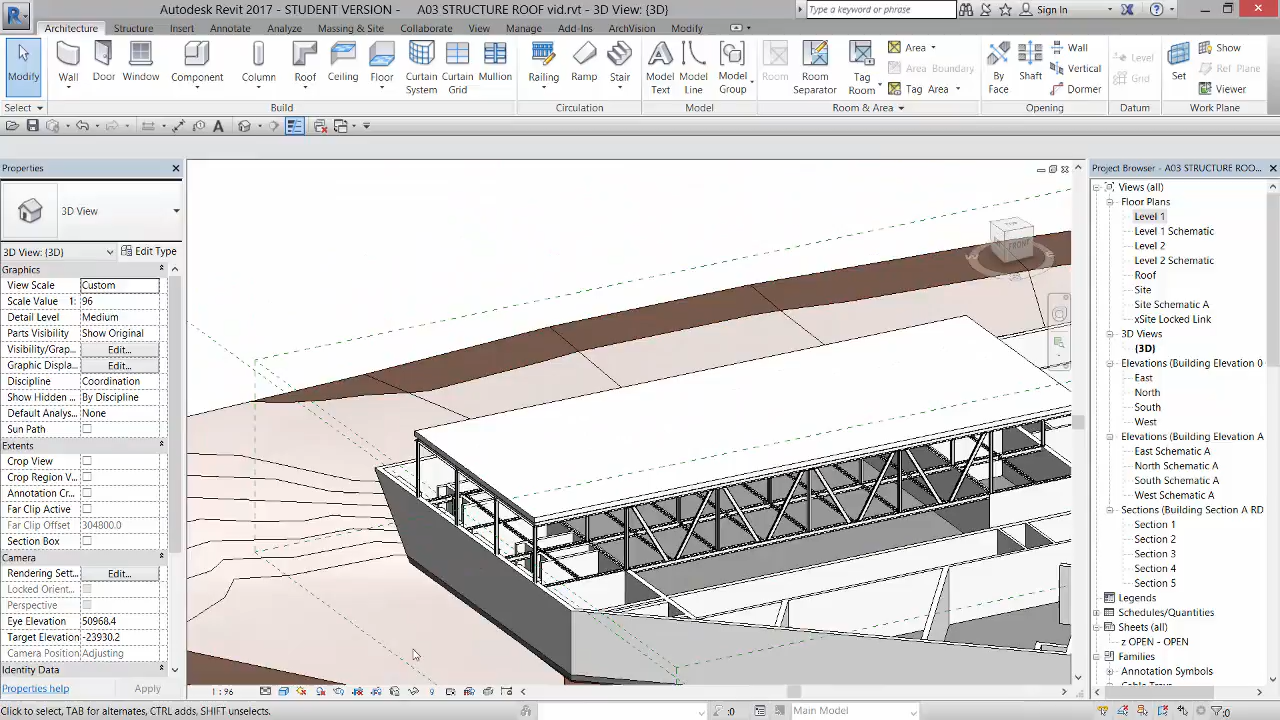 Autodesk Revit 2017 - STUDENT VERSION - A03 STRUCTURE ROOF vid.rvt - 3D View: {3D}
Type a keyword or phrase
Sign In
Architecture Structure Insert Annotate Analyze Massing & Site Collaborate View Manage Add-Ins ArchVision Modify
Modify
Wall
Door
Window
Component
Column
Roof
Ceiling
Floor
Curtain System
Curtain Grid
Mullion
Railing
Ramp
Stair
Model Text
Model Line
Model Group
Room
Room Separator
Tag Room
Area
Area Boundary
Tag Area
By Face
Shaft
Wall
Vertical
Dormer
Level
Grid
Set
Show
Ref Plane
Viewer
Select
Build
Circulation
Model
Room & Area
Opening
Datum
Work Plane
Properties
3D View
3D View: {3D}
Edit Type
Graphics
View Scale Custom
Scale Value 1: 96
Detail Level Medium
Parts Visibility Show Original
Visibility/Grap... Edit...
Graphic Displa... Edit...
Discipline Coordination
Show Hidden ... By Discipline
Default Analys... None
Sun Path
Extents
Crop View
Crop Region V...
Annotation Cr...
Far Clip Active
Far Clip Offset 304800.0
Section Box
Camera
Rendering Sett... Edit...
Locked Orient...
Perspective
Eye Elevation 50968.4
Target Elevation -23930.2
Camera Position Adjusting
Identity Data
Properties help
Apply
TOP
FRONT
Project Browser - A03 STRUCTURE ROO...
Views (all)
Floor Plans
Level 1
Level 1 Schematic
Level 2
Level 2 Schematic
Roof
Site
Site Schematic A
xSite Locked Link
3D Views
{3D}
Elevations (Building Elevation 0
East
North
South
West
Elevations (Building Elevation A
East Schematic A
North Schematic A
South Schematic A
West Schematic A
Sections (Building Section A RD
Section 1
Section 2
Section 3
Section 4
Section 5
Legends
Schedules/Quantities
Sheets (all)
z OPEN - OPEN
Families
Annotation Symbols
1 : 96
Click to select, TAB for alternates, CTRL adds, SHIFT unselects.
:0
Main Model
:0